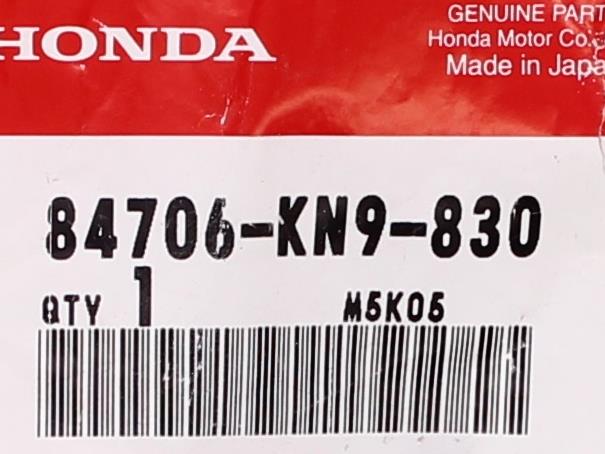 HONDA
GENUINE PART
Honda Motor Co.,
Made in Japa
84706-KN9-830
QTY 1 M5K05